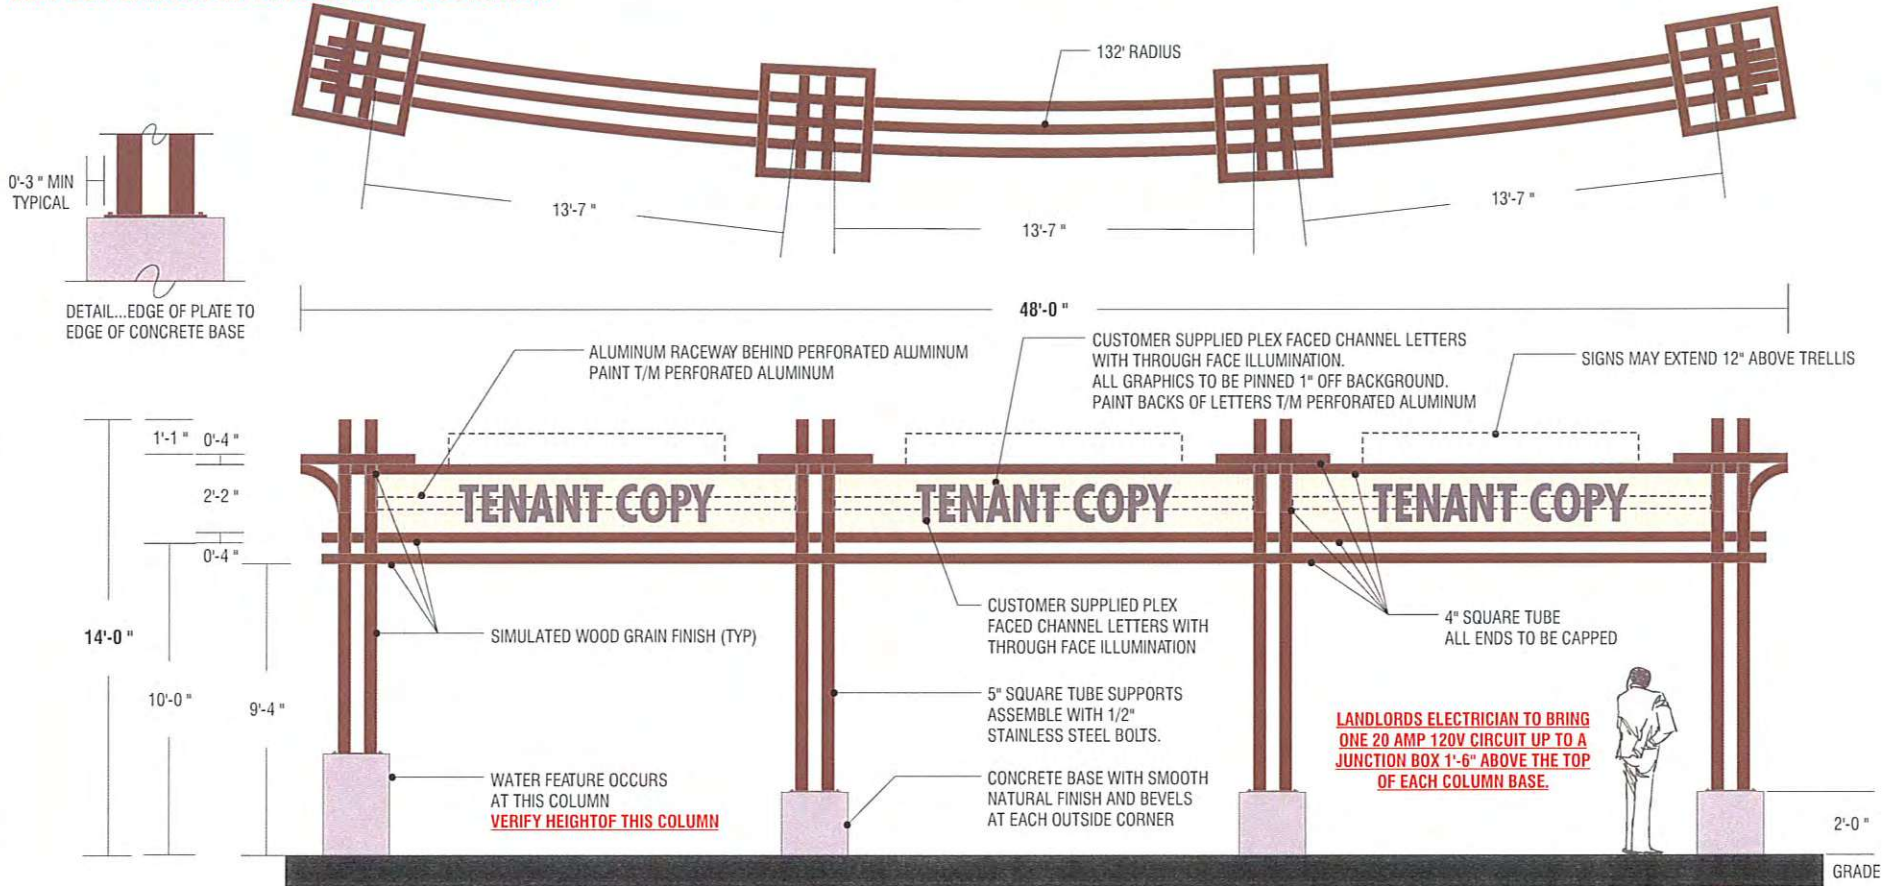 132' RADIUS
0'-3 " MIN
TYPICAL
13'-7 "
13'-7 "
13'-7 "
DETAIL...EDGE OF PLATE TO
EDGE OF CONCRETE BASE
48'-0 "
ALUMINUM RACEWAY BEHIND PERFORATED ALUMINUM
PAINT T/M PERFORATED ALUMINUM
CUSTOMER SUPPLIED PLEX FACED CHANNEL LETTERS
WITH THROUGH FACE ILLUMINATION.
ALL GRAPHICS TO BE PINNED 1" OFF BACKGROUND.
PAINT BACKS OF LETTERS T/M PERFORATED ALUMINUM
SIGNS MAY EXTEND 12" ABOVE TRELLIS
1'-1 "
0'-4 "
2'-2 "
0'-4 "
TENANT COPY
TENANT COPY
TENANT COPY
14'-0 "
10'-0 "
9'-4 "
SIMULATED WOOD GRAIN FINISH (TYP)
CUSTOMER SUPPLIED PLEX
FACED CHANNEL LETTERS WITH
THROUGH FACE ILLUMINATION
4" SQUARE TUBE
ALL ENDS TO BE CAPPED
5" SQUARE TUBE SUPPORTS
ASSEMBLE WITH 1/2"
STAINLESS STEEL BOLTS.
LANDLORDS ELECTRICIAN TO BRING
ONE 20 AMP 120V CIRCUIT UP TO A
JUNCTION BOX 1'-6" ABOVE THE TOP
OF EACH COLUMN BASE.
WATER FEATURE OCCURS
AT THIS COLUMN
VERIFY HEIGHTOF THIS COLUMN
CONCRETE BASE WITH SMOOTH
NATURAL FINISH AND BEVELS
AT EACH OUTSIDE CORNER
2'-0 "
GRADE